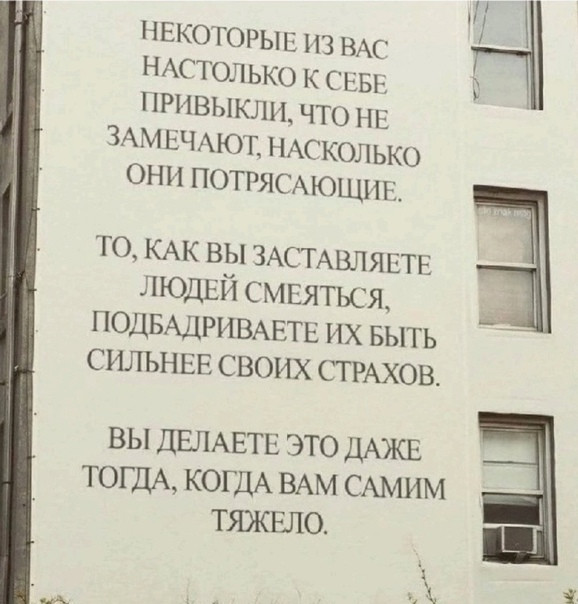 НЕКОТОРЫЕ ИЗ ВАС
НАСТОЛЬКО К СЕБЕ
ПРИВЫКЛИ, ЧТО НЕ
ЗАМЕЧАЮТ, НАСКОЛЬКО
ОНИ ПОТРЯСАЮЩИЕ.
ТО, КАК ВЫ ЗАСТАВЛЯЕТЕ
ЛЮДЕЙ СМЕЯТЬСЯ,
ПОДБАДРИВАЕТЕ ИХ БЫТЬ
СИЛЬНЕЕ СВОИХ СТРАХОВ.
ВЫ ДЕЛАЕТЕ ЭТО ДАЖЕ
ТОГДА, КОГДА ВАМ САМИМ
ТЯЖЕЛО.